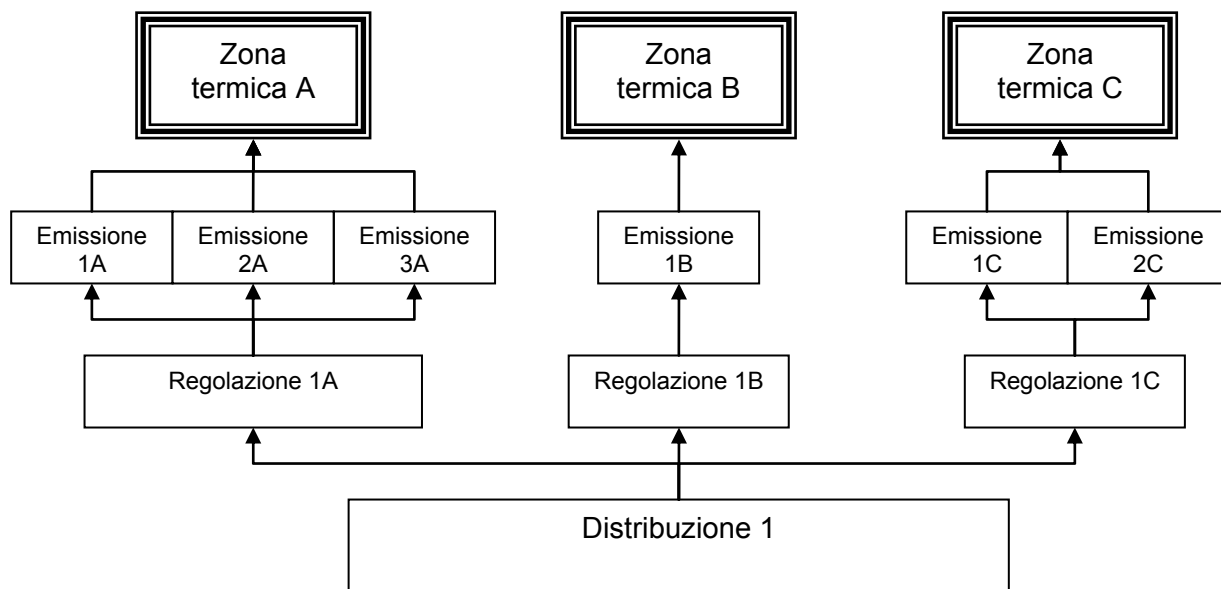 Zona
termica A
Zona
termica B
Zona
termica C
Emissione
1A
Emissione
2A
Emissione
3A
Emissione
1B
Emissione
1C
Emissione
2C
Regolazione 1A
Regolazione 1B
Regolazione 1C
Distribuzione 1